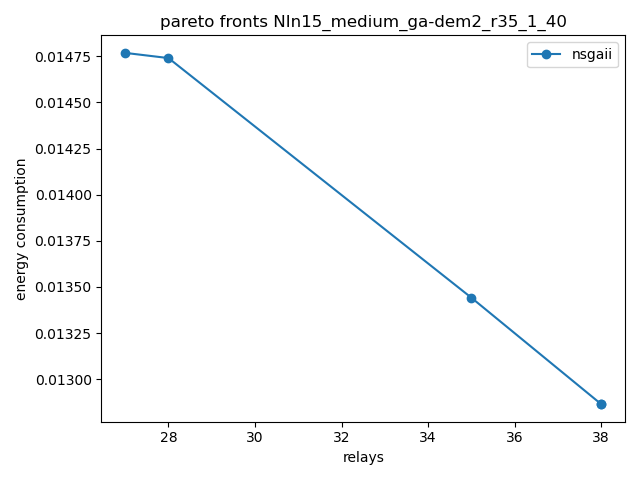 pareto fronts NIn15_medium_ga-dem2_r35_1_40
nsgaii
0.01475
0.01450
0.01425
0.01400
0.01375
0.01350
0.01325
0.01300
energy consumption
28 30 32 34 36 38
relays